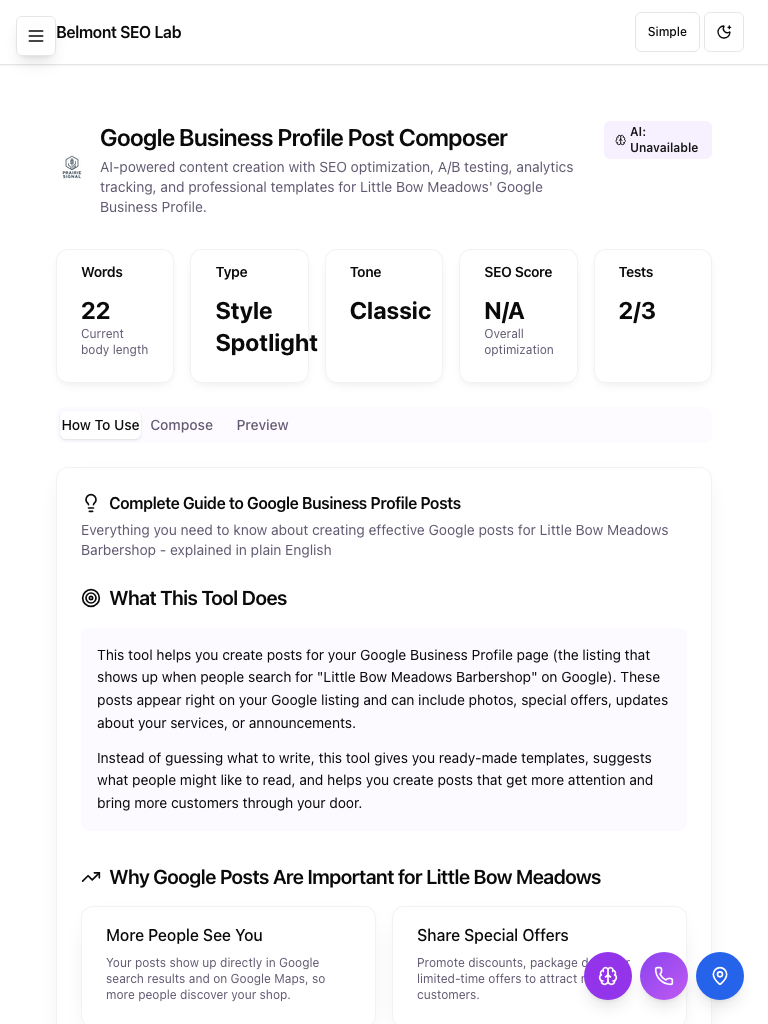 Belmont SEO Lab
Simple
Google Business Profile Post Composer
AI:
Unavailable
PRAIRIE
SIGNAL
AI-powered content creation with SEO optimization, A/B testing, analytics
tracking, and professional templates for Little Bow Meadows' Google
Business Profile.
Words
22
Current
body length
Type
Style
Spotlight
Tone
Classic
SEO Score
N/A
Overall
optimization
Tests
2/3
How To Use
Compose
Preview
Complete Guide to Google Business Profile Posts
Everything you need to know about creating effective Google posts for Little Bow Meadows
Barbershop - explained in plain English
What This Tool Does
This tool helps you create posts for your Google Business Profile page (the listing that
shows up when people search for "Little Bow Meadows Barbershop" on Google). These
posts appear right on your Google listing and can include photos, special offers, updates
about your services, or announcements.
Instead of guessing what to write, this tool gives you ready-made templates, suggests
what people might like to read, and helps you create posts that get more attention and
bring more customers through your door.
Why Google Posts Are Important for Little Bow Meadows
More People See You
Your posts show up directly in Google
search results and on Google Maps, so
more people discover your shop.
Share Special Offers
Promote discounts, package
limited-time offers to attract
customers.